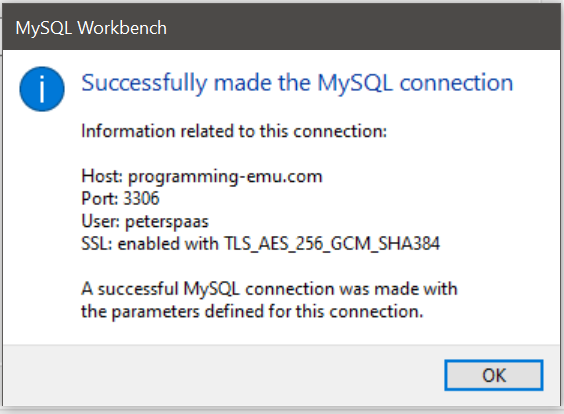 MySQL Workbench
Successfully made the MySQL connection
Information related to this connection:
Host: programming-emu.com
Port: 3306
User: peterspaas
SSL: enabled with TLS_AES_256_GCM_SHA384
A successful MySQL connection was made with
the parameters defined for this connection.
OK